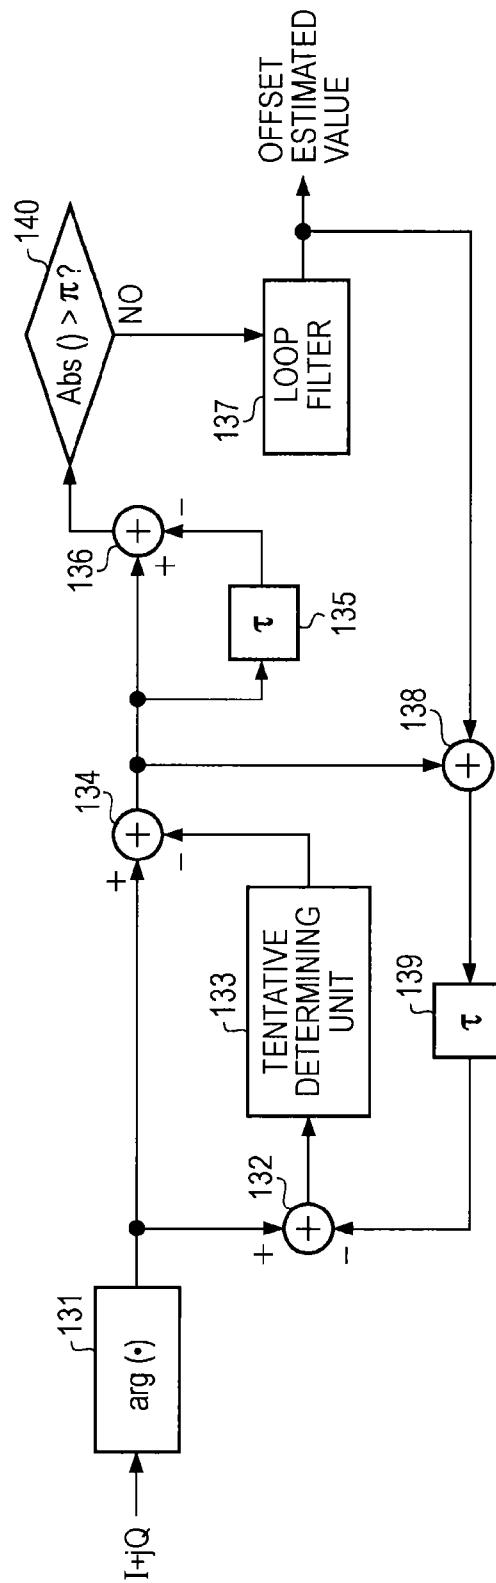 I+jQ
131
arg (•)
132
+
+
−
133
TENTATIVE
DETERMINING
UNIT
134
+
+
−
τ
135
136
+
+
−
140
Abs () > π?
NO
137
LOOP
FILTER
OFFSET
ESTIMATED
VALUE
138
+
139
τ